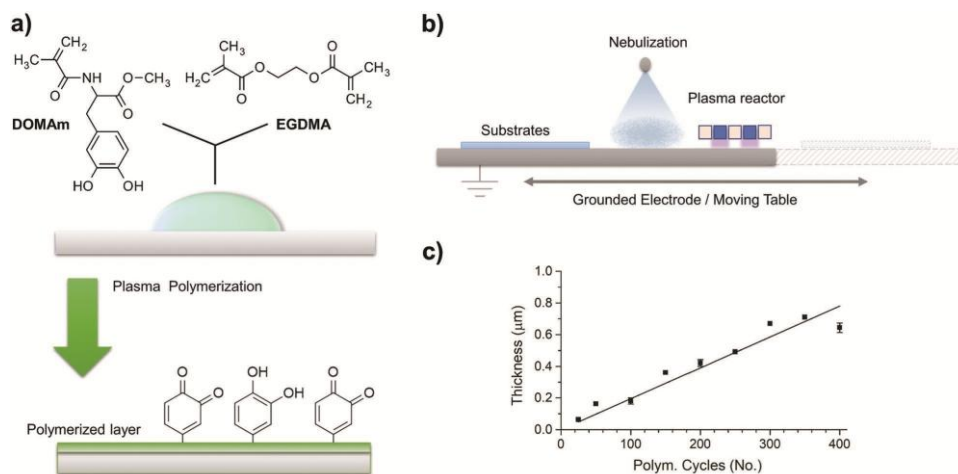 a)
CH₂
CH₃
NH
O
O
OCH₃
DOMAm
HO
OH
CH₃
H₂C
O
O
O
O
CH₃
CH₂
EGDMA
Plasma Polymerization
O
O
OH
OH
O
O
Polymerized layer
b)
Nebulization
Plasma reactor
Substrates
Grounded Electrode / Moving Table
c)
Thickness (μm)
1.0
0.8
0.6
0.4
0.2
0.0
0
100
200
300
400
Polym. Cycles (No.)